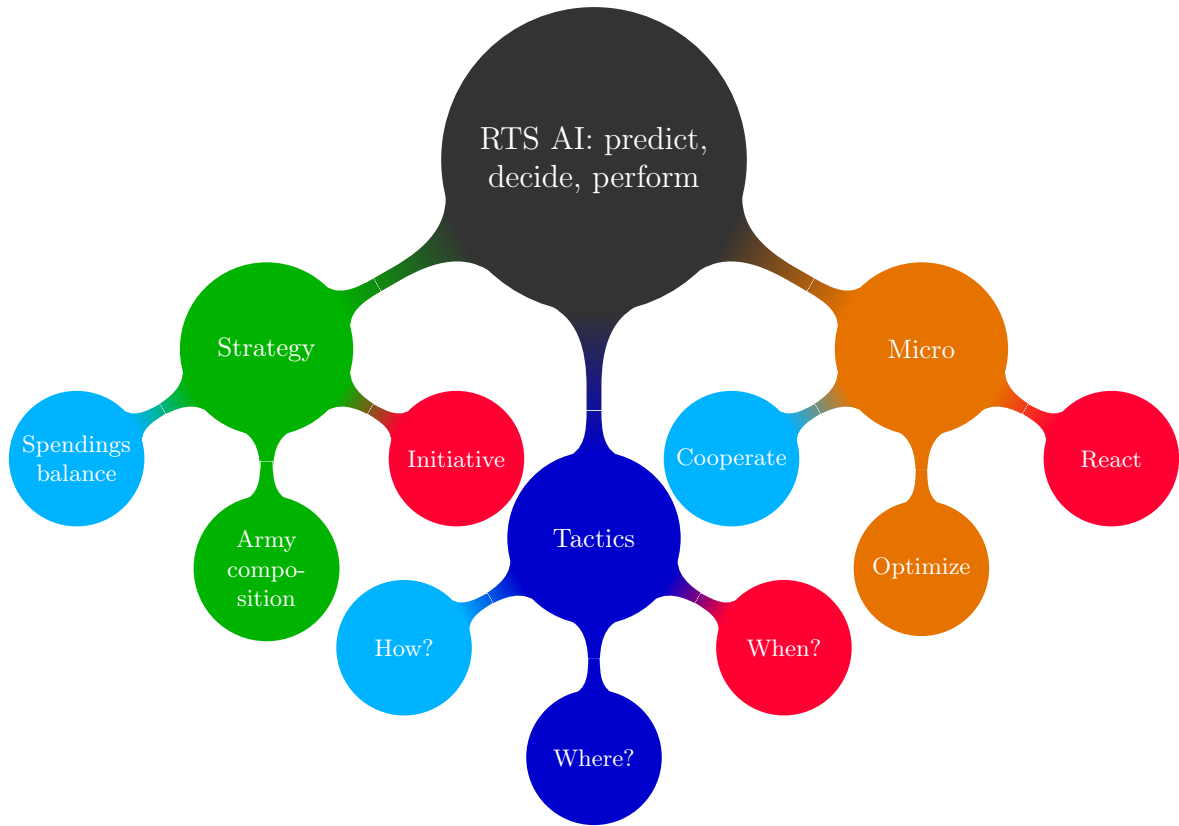 RTS AI: predict,
decide, perform
Strategy
Micro
Spendings
balance
Initiative
Cooperate
React
Army
compo-
sition
Tactics
Optimize
How?
When?
Where?